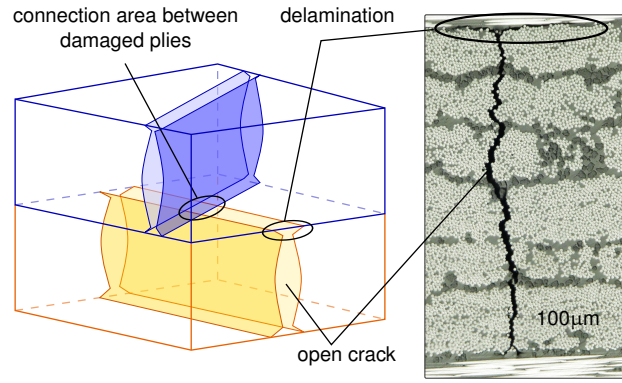 connection area between
damaged plies
delamination
100μm
open crack